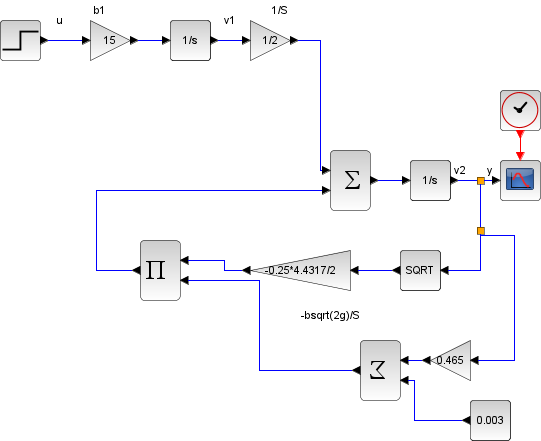 u
b1
15
1/s
v1
1/S
1/2
Σ
1/s
v2
y
Π
-0.25*4.4317/2
SQRT
-bsqrt(2g)/S
Σ
0.465
0.003